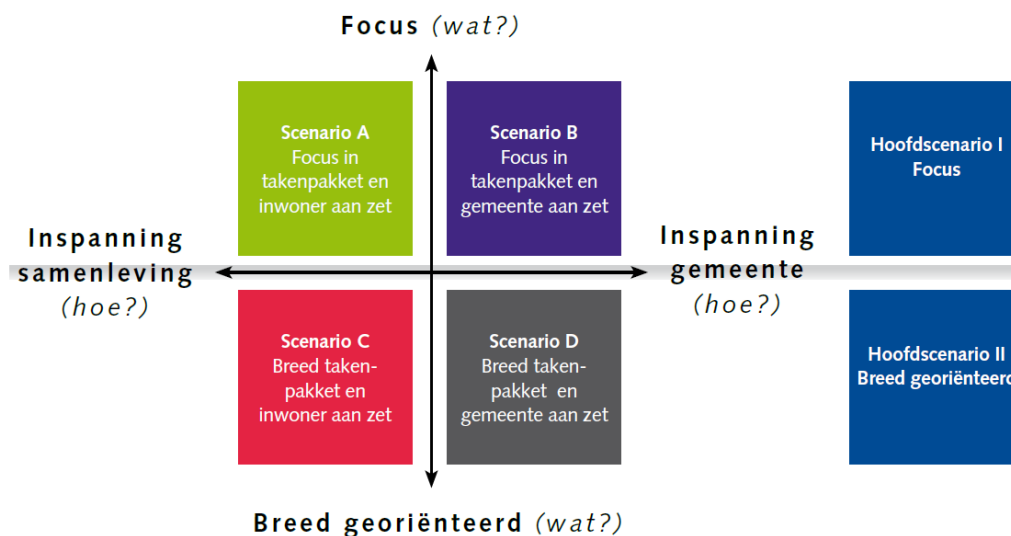 Focus (wat?)
Scenario A
Focus in
takenpakket en
inwoner aan zet
Scenario B
Focus in
takenpakket en
gemeente aan zet
Hoofdscenario I
Focus
Inspanning
samenleving
(hoe?)
Inspanning
gemeente
(hoe?)
Scenario C
Breed taken-
pakket en
inwoner aan zet
Scenario D
Breed taken-
pakket en
gemeente aan zet
Hoofdscenario II
Breed georiënteerd
Breed georiënteerd (wat?)